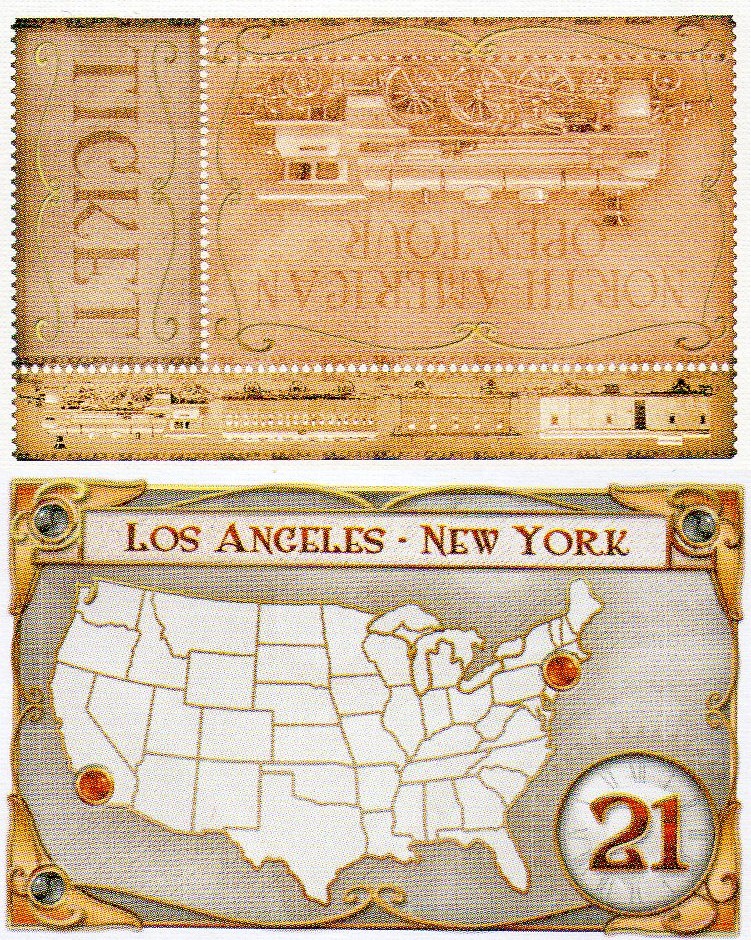 TICKET
NORTH AMERICAN
OPEN TOUR
LOS ANGELES - NEW YORK
21